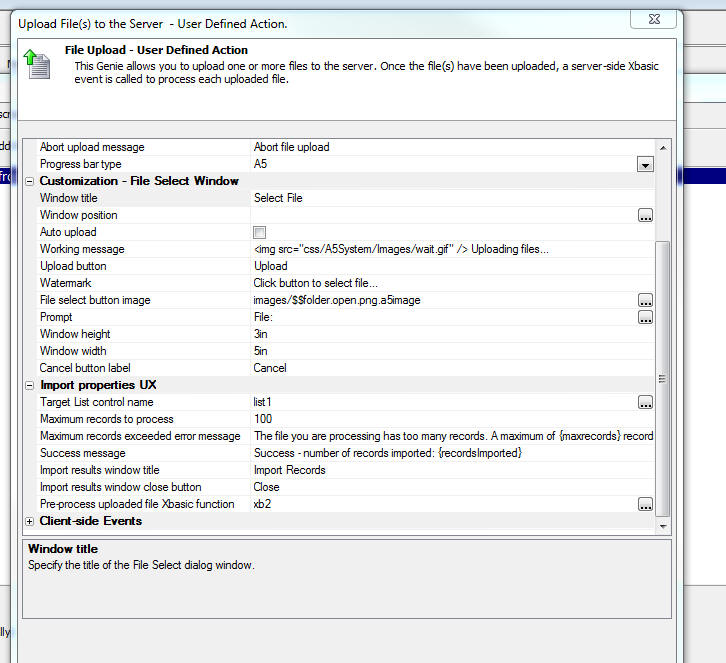 Upload File(s) to the Server - User Defined Action.
File Upload - User Defined Action
This Genie allows you to upload one or more files to the server. Once the file(s) have been uploaded, a server-side Xbasic
event is called to process each uploaded file.
Abort upload message Abort file upload
Progress bar type A5
Customization - File Select Window
Window title Select File
Window position
Auto upload
Working message <img src="css/A5System/Images/wait.gif" /> Uploading files...
Upload button Upload
Watermark Click button to select file...
File select button image images/$$folder.open.png.a5image
Prompt File:
Window height 3in
Window width 5in
Cancel button label Cancel
Import properties UX
Target List control name list1
Maximum records to process 100
Maximum records exceeded error message The file you are processing has too many records. A maximum of {maxrecords} record
Success message Success - number of records imported: {recordsImported}
Import results window title Import Records
Import results window close button Close
Pre-process uploaded file Xbasic function xb2
Client-side Events
Window title
Specify the title of the File Select dialog window.